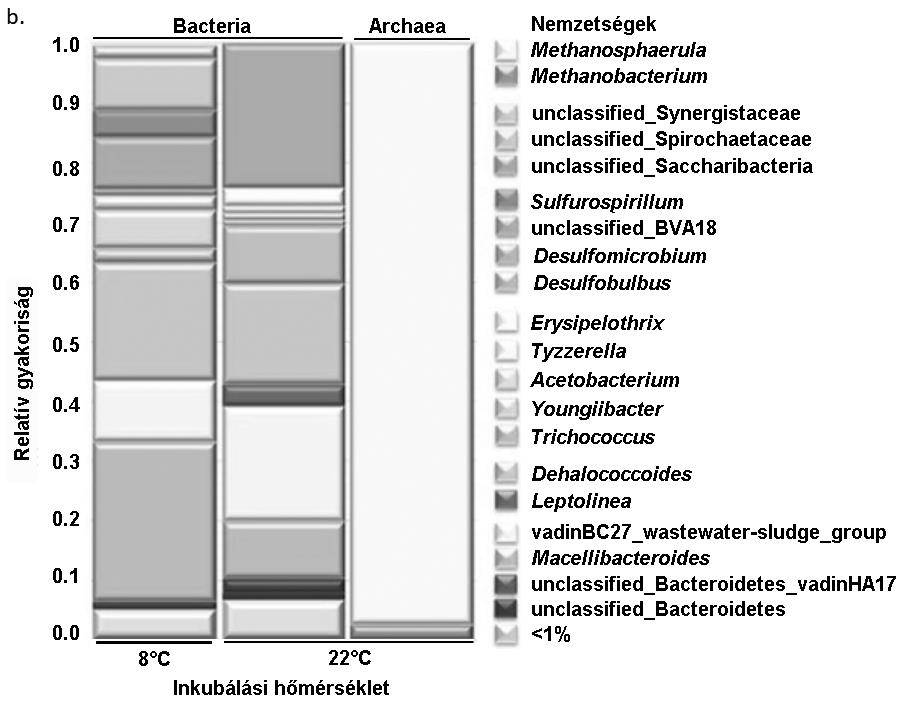 b.
Bacteria
Archaea
Nemzetségek
Relatív gyakoriság
1.0
0.9
0.8
0.7
0.6
0.5
0.4
0.3
0.2
0.1
0.0
Methanosphaerula
Methanobacterium
unclassified_Synergistaceae
unclassified_Spirochaetaceae
unclassified_Saccharibacteria
Sulfurospirillum
unclassified_BVA18
Desulfomicrobium
Desulfobulbus
Erysipelothrix
Tyzzerella
Acetobacterium
Youngiibacter
Trichococcus
Dehalococcoides
Leptolinea
vadinBC27_wastewater-sludge_group
Macellibacteroides
unclassified_Bacteroidetes_vadinHA17
unclassified_Bacteroidetes
<1%
8°C
22°C
Inkubálási hőmérséklet